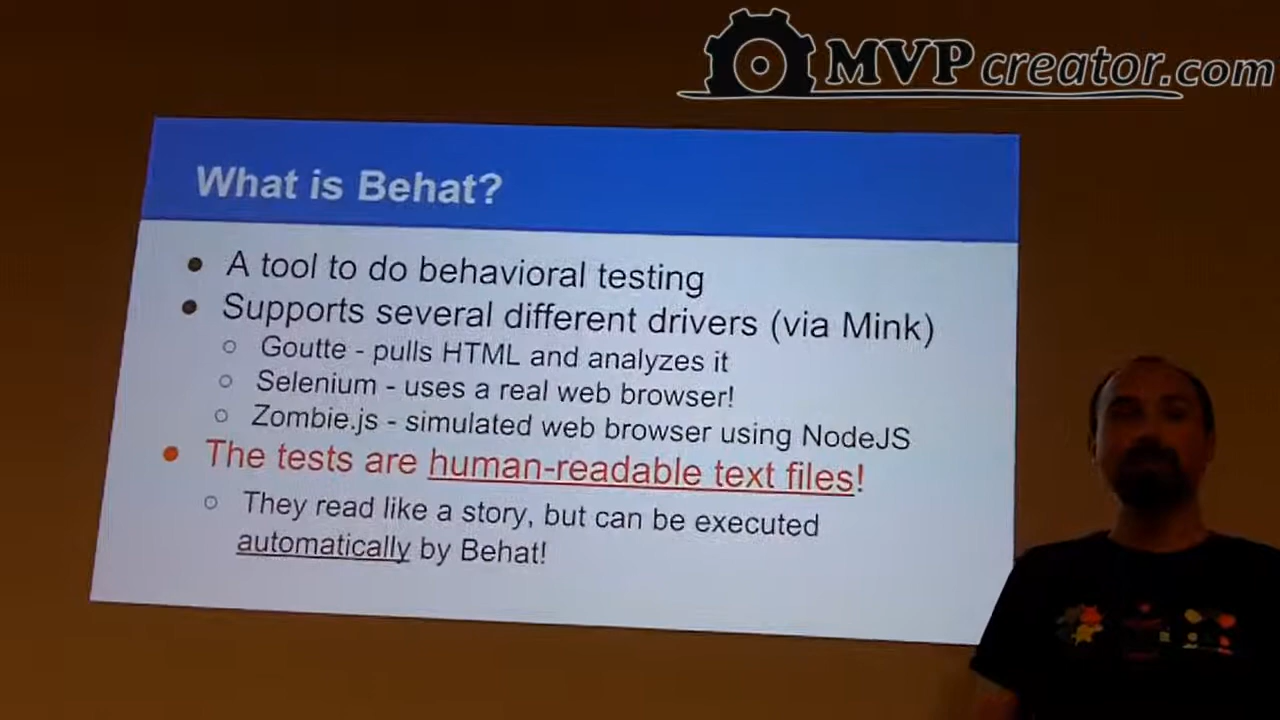 MVPcreator.com
What is Behat?
● A tool to do behavioral testing
● Supports several different drivers (via Mink)
○ Goutte - pulls HTML and analyzes it
○ Selenium - uses a real web browser!
○ Zombie.js - simulated web browser using NodeJS
● The tests are human-readable text files!
○ They read like a story, but can be executed
automatically by Behat!